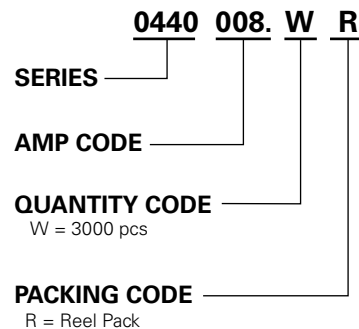 0440 008. W R
SERIES
AMP CODE
QUANTITY CODE
W = 3000 pcs
PACKING CODE
R = Reel Pack